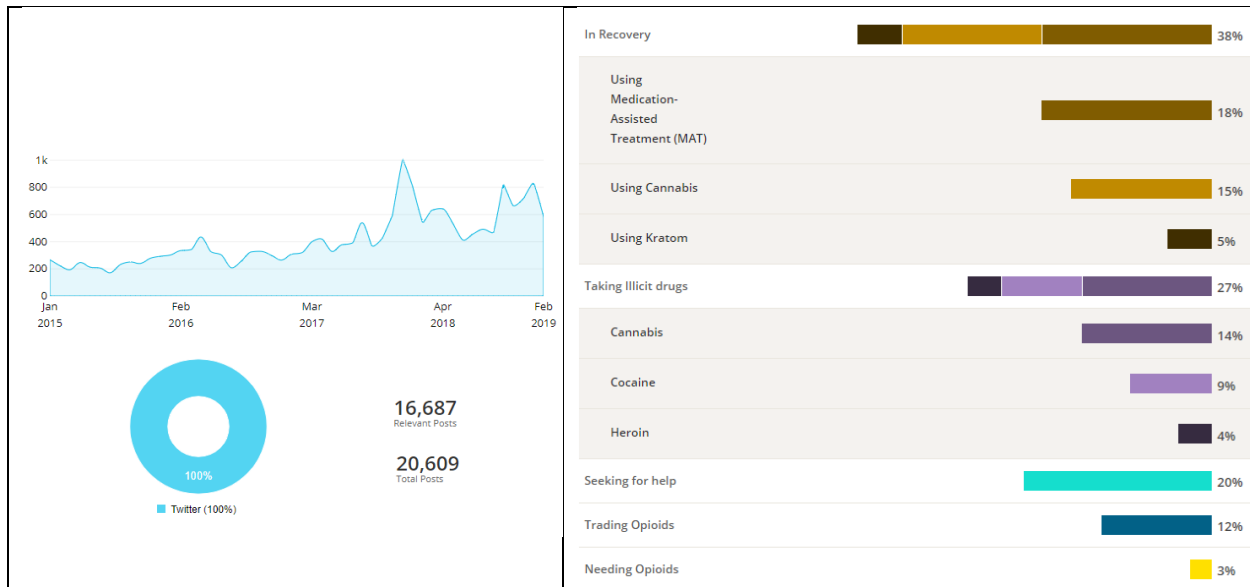 1k
800
600
400
200
0
Jan Feb Mar Apr Feb
2015 2016 2017 2018 2019
100%
Twitter (100%)
16,687
Relevant Posts
20,609
Total Posts
In Recovery 38%
Using
Medication-
Assisted
Treatment (MAT)
18%
Using Cannabis 15%
Using Kratom 5%
Taking Illicit drugs 27%
Cannabis 14%
Cocaine 9%
Heroin 4%
Seeking for help 20%
Trading Opioids 12%
Needing Opioids 3%